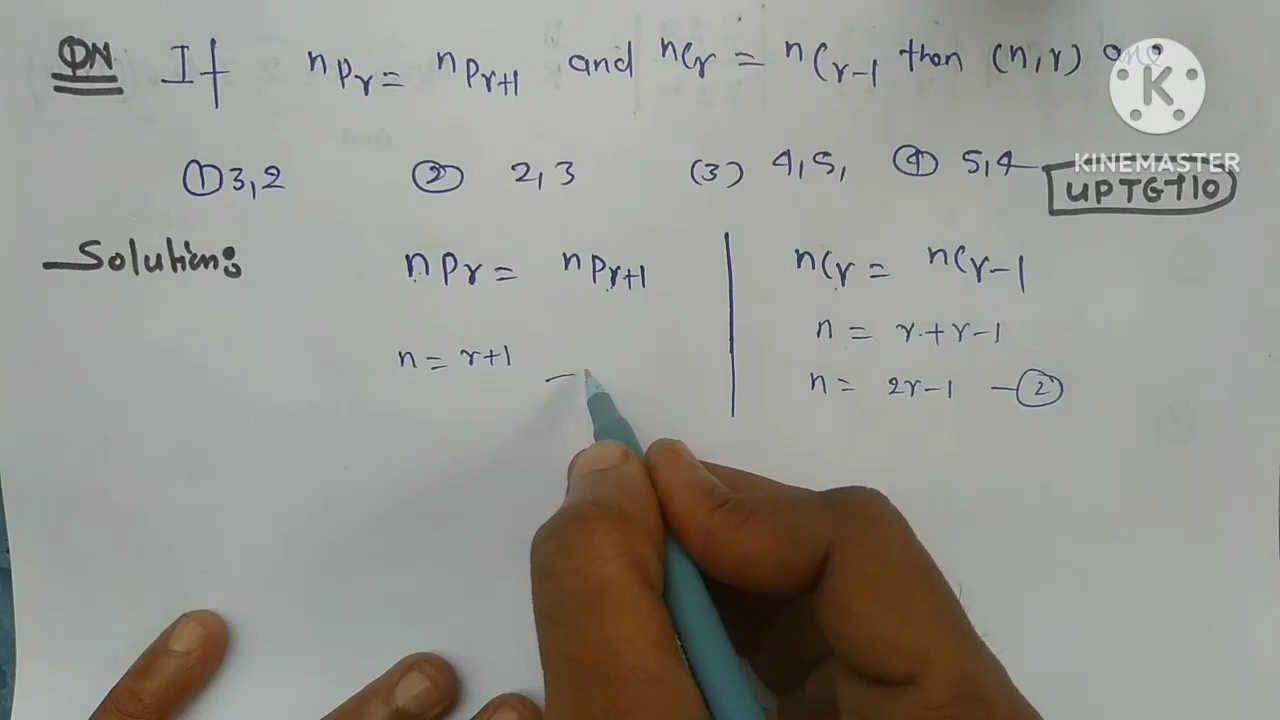 QN If nPr = nPr+1 and nCr = nCr-1 then (n,r) are
K
KINEMASTER
① 3,2 ② 2,3 (3) 4,5, ④ 5,4
UPTGT10
Solution:
nPr = nPr+1
n = r+1 —
nCr = nCr-1
n = r+r-1
n = 2r-1 — ②